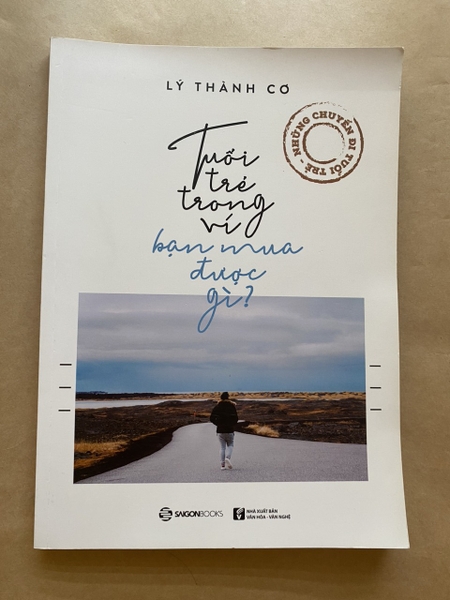 LÝ THÀNH CƠ
NHỮNG CHUYẾN ĐI TUỔI TRẺ -
Tuổi
trẻ
trong
ví
bạn mua
được
gì?
SAIGONBOOKS
NHÀ XUẤT BẢN
VĂN HÓA - VĂN NGHỆ